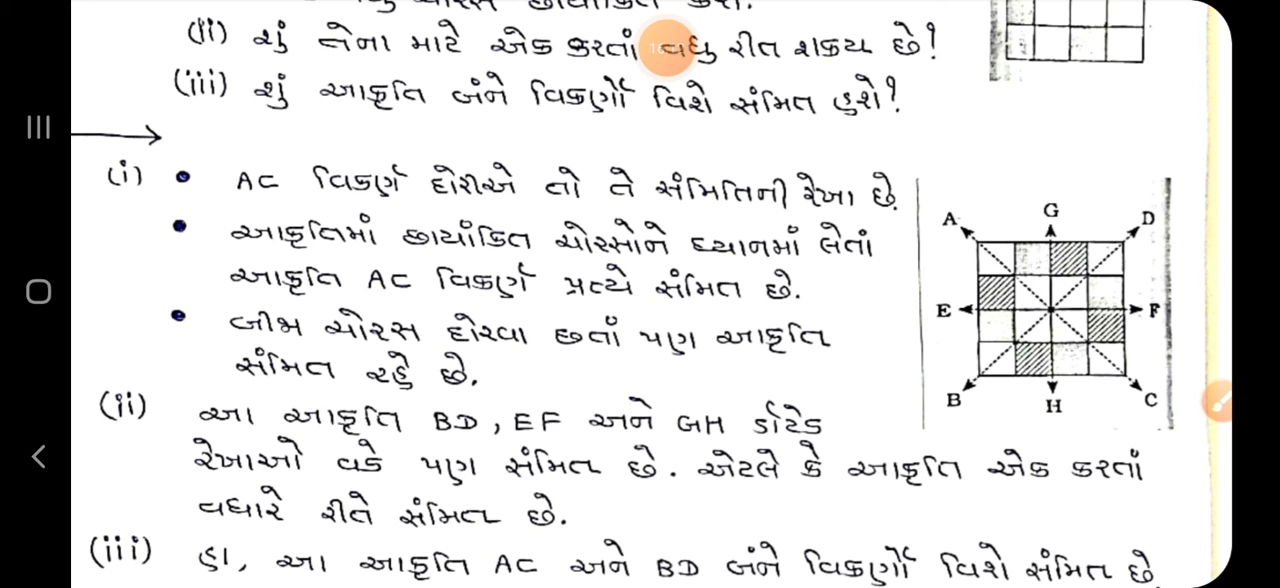 (ii) શું તેના માટે એક કરતાં વધુ રીત શક્ય છે?
(iii) શું આકૃતિ બંને વિકર્ણો વિશે સંમિત હશે?
(i) • AC વિકર્ણ દોરીએ તો તે સંમિતિની રેખા છે.
• આકૃતિમાં છાયાંકિત ચોરસોને ધ્યાનમાં લેતાં
આકૃતિ AC વિકર્ણ પ્રત્યે સંમિત છે.
• બીજા ચોરસ દોરવા છતાં પણ આકૃતિ
સંમિત રહે છે.
A G D
E F
B H C
(ii) આ આકૃતિ BD, EF અને GH ડૉટેડ
રેખાઓ વડે પણ સંમિત છે. એટલે કે આકૃતિ એક કરતાં
વધારે રીતે સંમિત છે.
(iii) હા, આ આકૃતિ AC અને BD બંને વિકર્ણો વિશે સંમિત છે